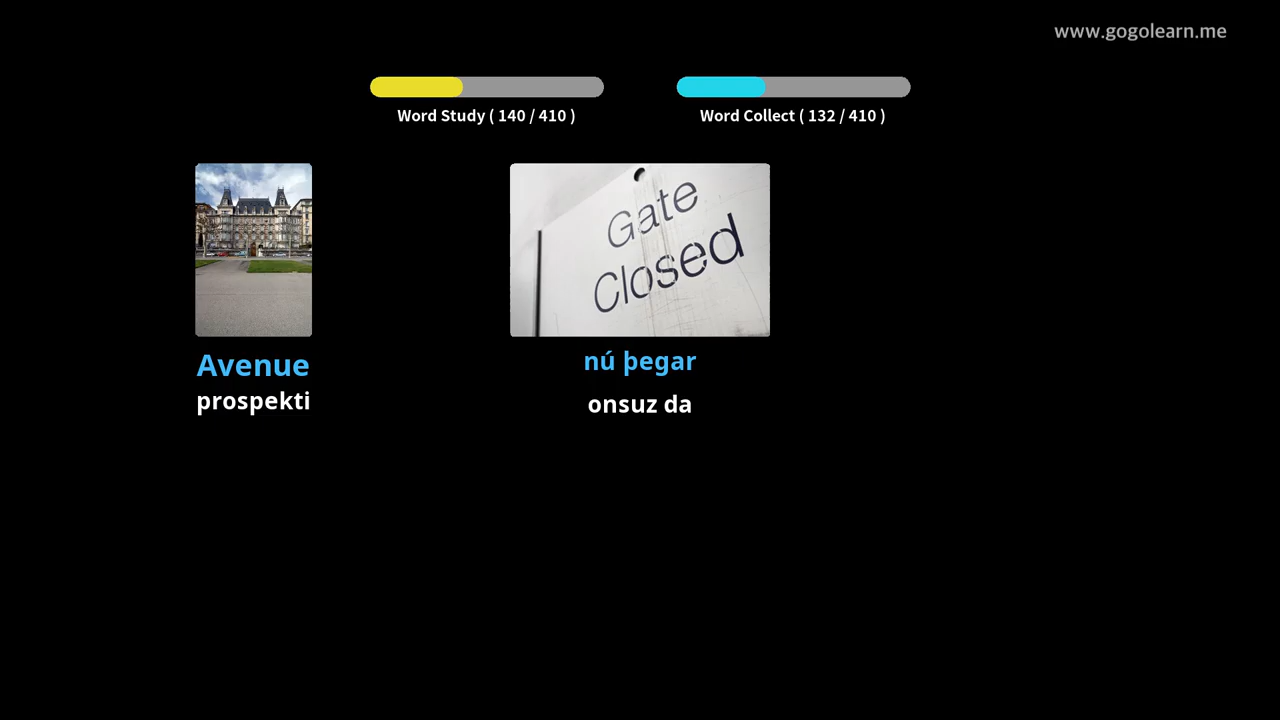 www.gogolearn.me
Word Study ( 140 / 410 )
Word Collect ( 132 / 410 )
Gate
Closed
Avenue
prospekti
nú þegar
onsuz da